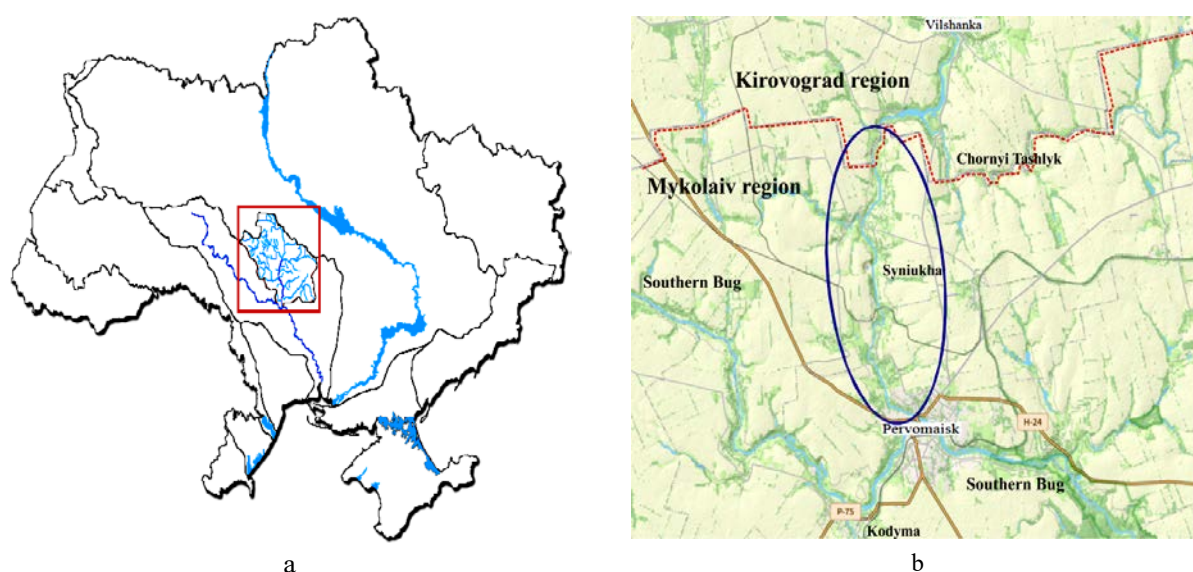 Vilshanka
Kirovograd region
Chornyi Tashlyk
Mykolaiv region
Syniukha
Southern Bug
H-24
Pervomaisk
Southern Bug
P-75
Kodyma
a
b